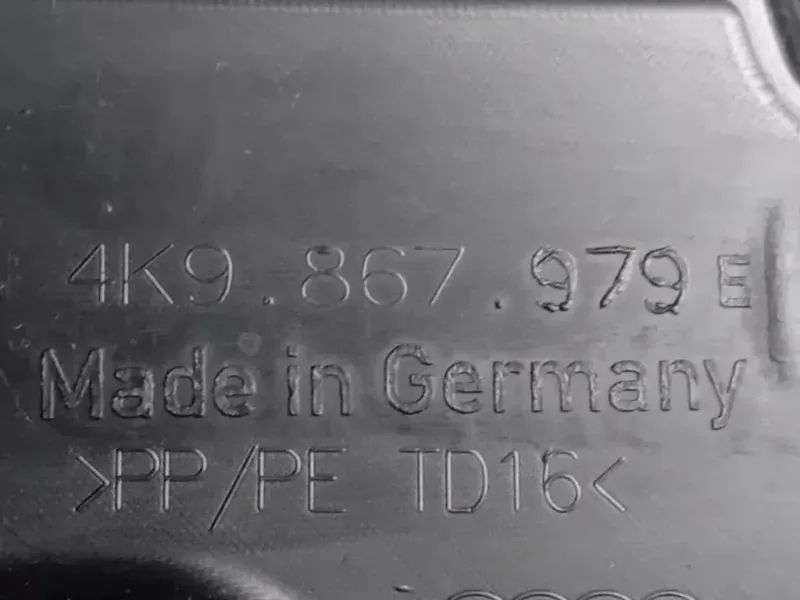 4K9.867.979 E
Made in Germany
>PP/PE TD16<